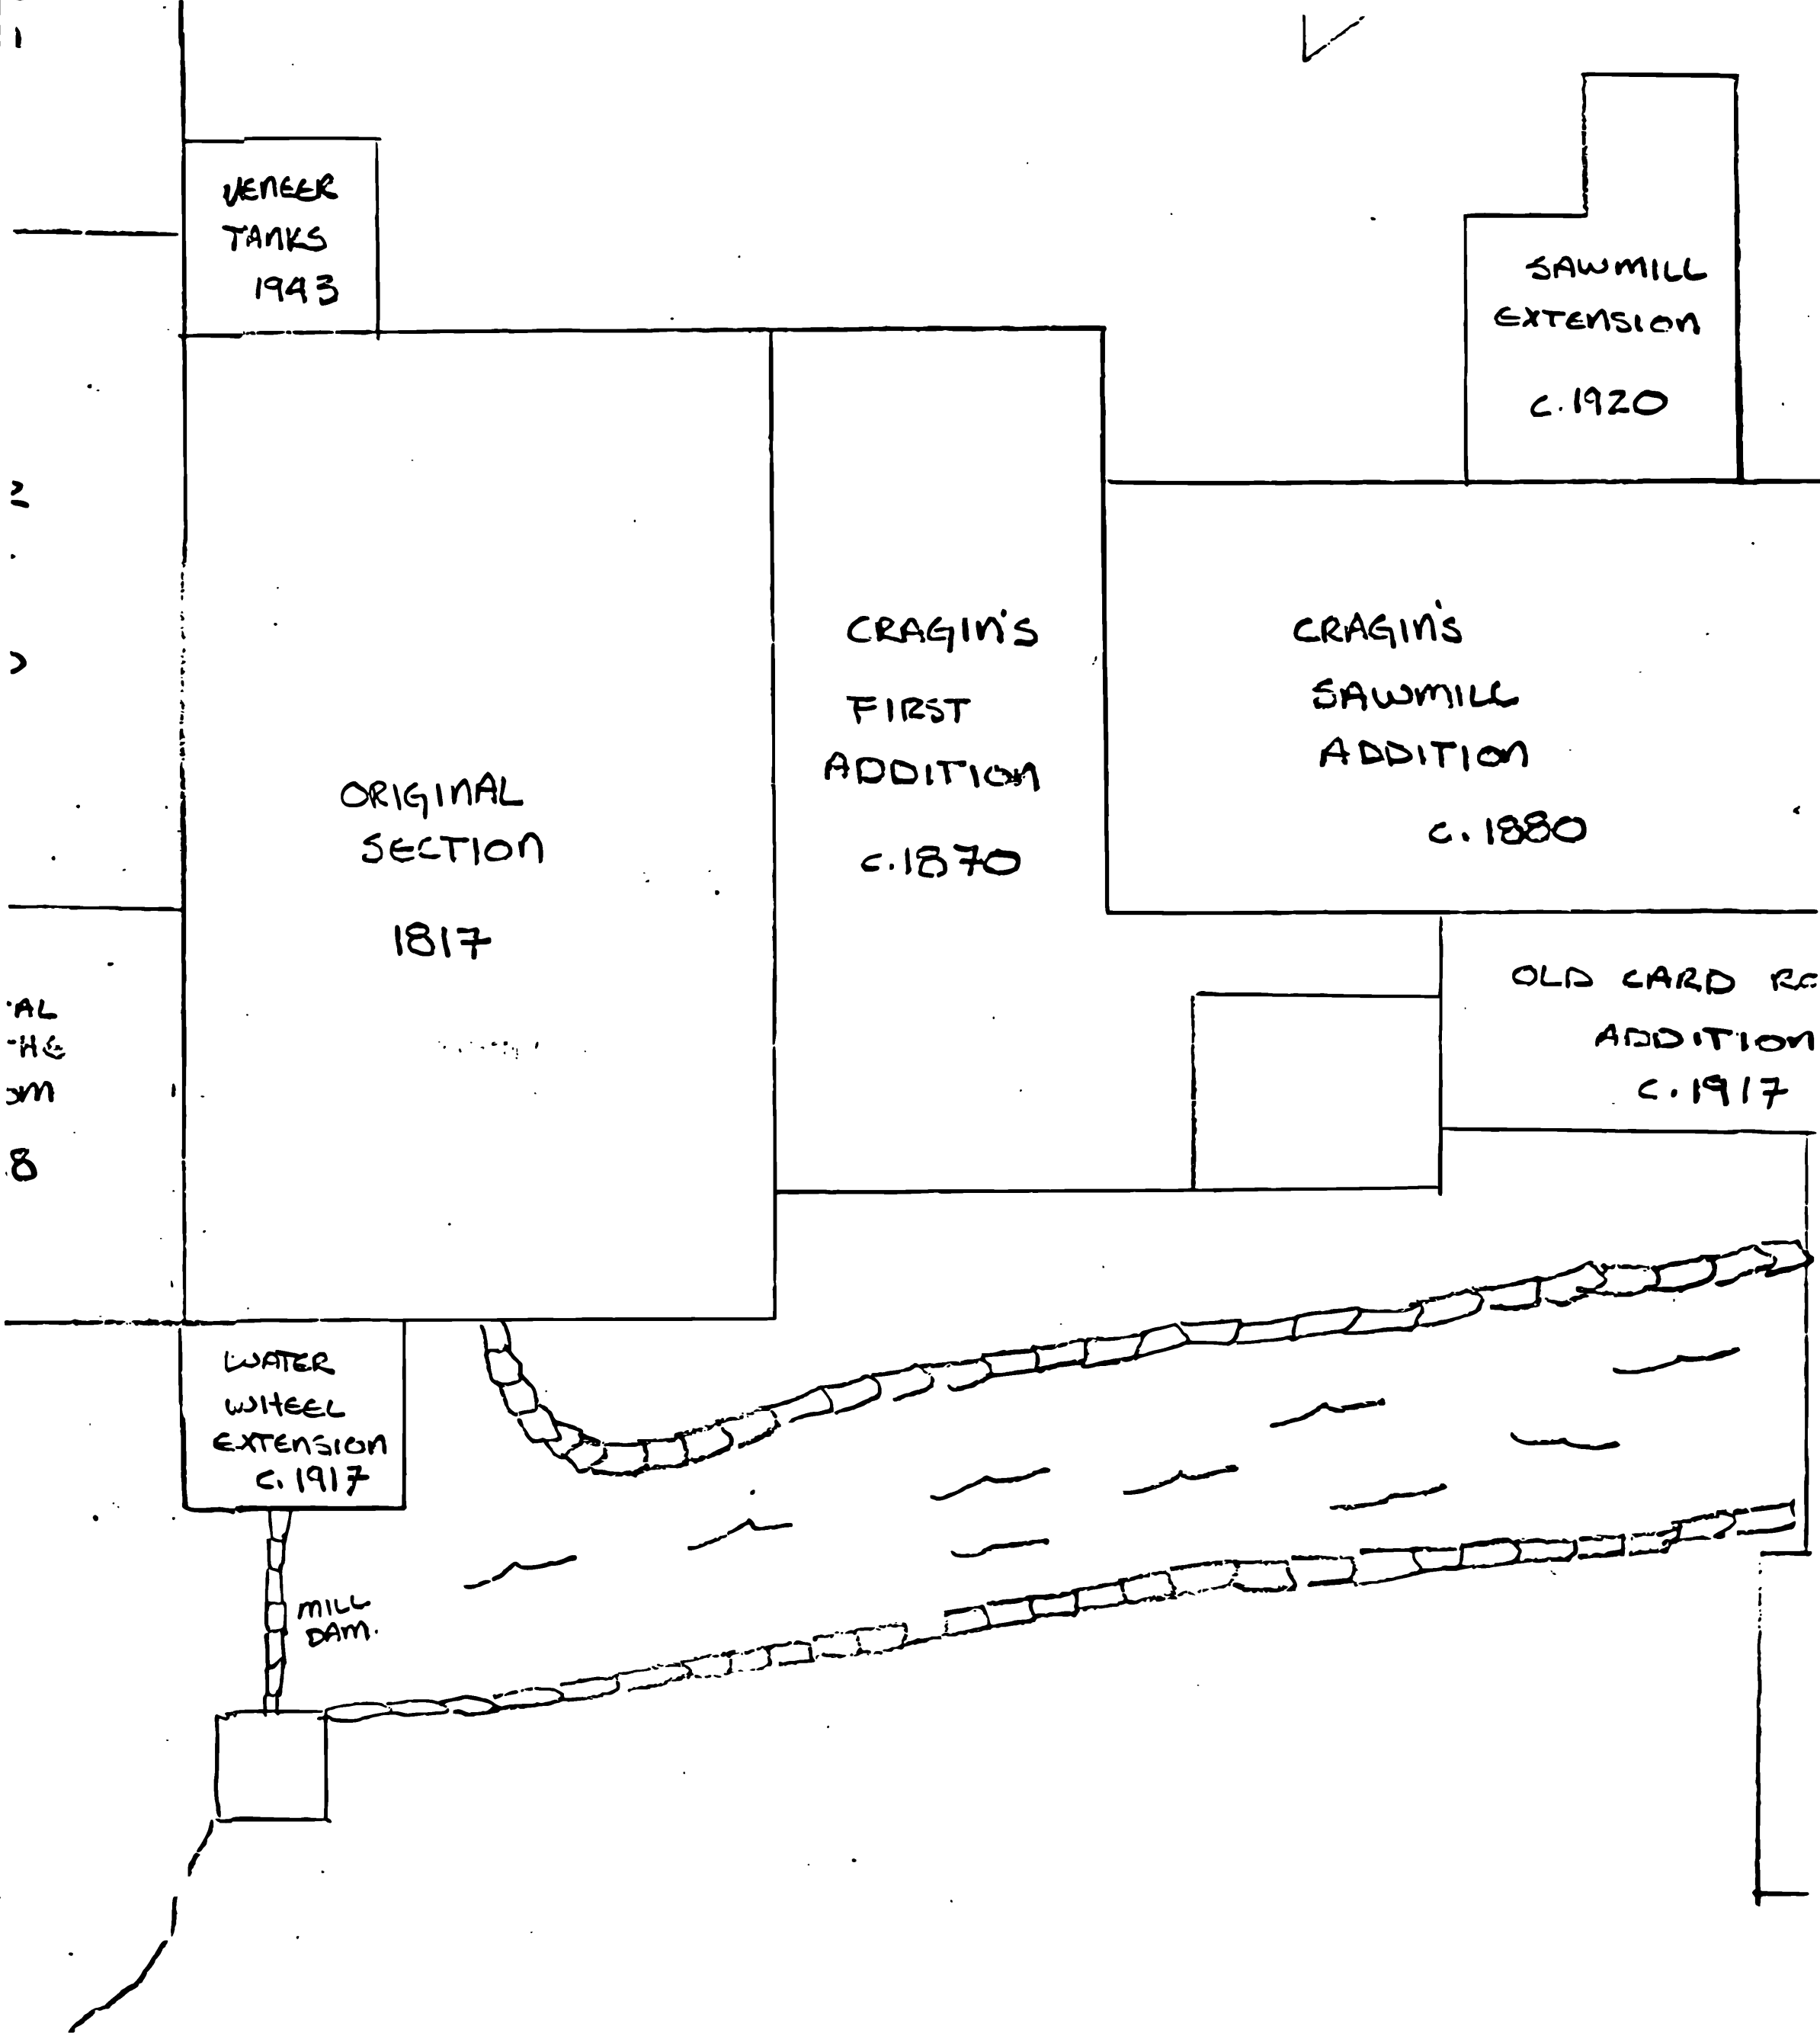 VENEER
TANKS
1943
SAWMILL
EXTENSION
c.1920
CRAGIN'S
FIRST
ADDITION
c.1870
CRAGIN'S
SAWMILL
ADDITION
c.1880
ORIGINAL
SECTION
1817
OLD CARD
ADDITION
c.1917
WATER
WHEEL
EXTENSION
c.1917
MILL
DAM.